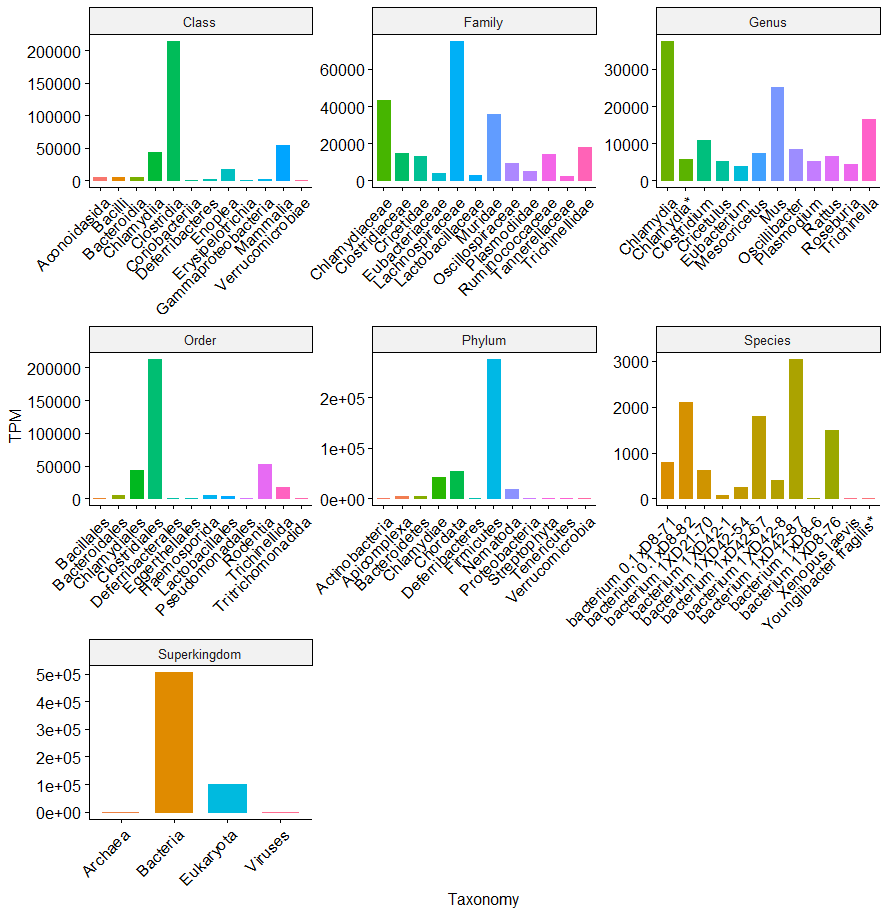 Class
Family
Genus
200000
150000
100000
50000
0
60000
40000
20000
0
30000
20000
10000
0
Aconoidasida
Bacilli
Bacteroidia
Chlamydiia
Clostridia
Coriobacteriia
Deferribacteres
Enoplea
Erysipelotrichia
Gammaproteobacteria
Mammalia
Verrucomicrobiae
Chlamydiaceae
Clostridiaceae
Cricetidae
Eubacteriaceae
Lachnospiraceae
Lactobacillaceae
Muridae
Oscillospiraceae
Plasmodiidae
Ruminococcaceae
Tannerellaceae
Trichinellidae
Chlamydia
Chlamydia*
Clostridium
Cricetulus
Eubacterium
Mesocricetus
Mus
Oscillibacter
Plasmodium
Rattus
Roseburia
Trichinella
Order
Phylum
Species
TPM
200000
150000
100000
50000
0
2e+05
1e+05
0e+00
3000
2000
1000
0
Bacillales
Bacteroidales
Chlamydiales
Clostridiales
Deferribacterales
Eggerthellales
Haemosporida
Lactobacillales
Pseudomonadales
Rodentia
Trichinellida
Tritrichomonadida
Actinobacteria
Apicomplexa
Bacteroidetes
Chlamydiae
Chordata
Deferribacteres
Firmicutes
Nematoda
Proteobacteria
Streptophyta
Tenericutes
Verrucomicrobia
bacterium 0.1xD8-71
bacterium 0.1xD8-82
bacterium 1XD21-70
bacterium 1XD42-1
bacterium 1XD42-54
bacterium 1XD42-67
bacterium 1XD42-8
bacterium 1XD42-87
bacterium 1xD8-6
bacterium 1XD8-76
Xenopus laevis
Youngiibacter fragilis*
Superkingdom
5e+05
4e+05
3e+05
2e+05
1e+05
0e+00
Archaea
Bacteria
Eukaryota
Viruses
Taxonomy